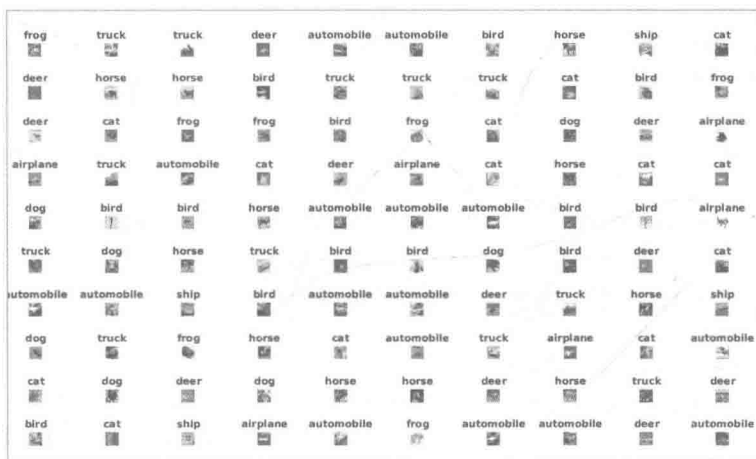 frog truck truck deer automobile automobile bird horse ship cat
deer horse horse bird truck truck truck cat bird frog
deer cat frog frog bird frog cat dog deer airplane
airplane truck automobile cat deer airplane cat horse cat cat
dog bird bird horse automobile automobile automobile bird bird airplane
truck dog horse truck bird bird dog bird deer cat
automobile automobile ship bird automobile automobile deer truck horse ship
dog truck frog horse cat automobile truck airplane cat automobile
cat dog deer dog horse horse deer horse truck deer
bird cat ship airplane automobile frog automobile automobile deer automobile